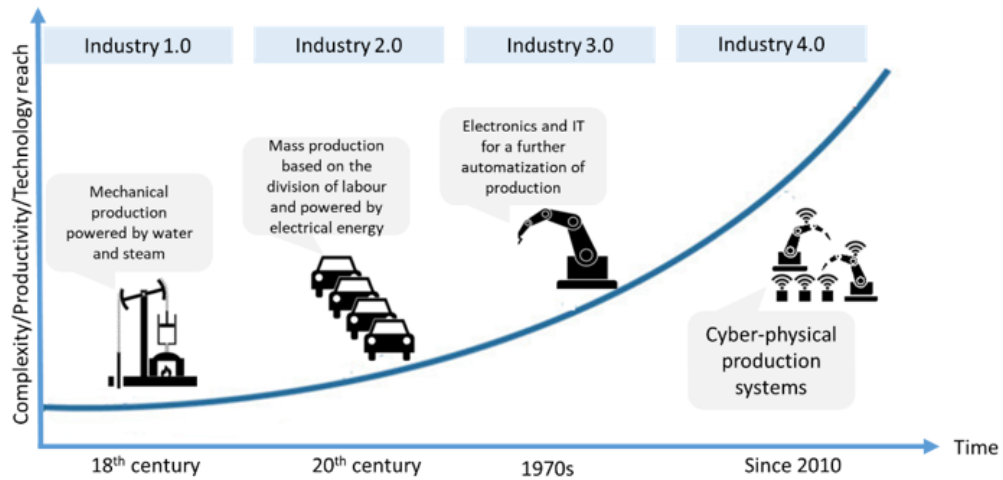 Industry 1.0
Industry 2.0
Industry 3.0
Industry 4.0
Complexity/Productivity/Technology reach
Mechanical
production
powered by water
and steam
Mass production
based on the
division of labour
and powered by
electrical energy
Electronics and IT
for a further
automatization of
production
Cyber-physical
production
systems
Time
18th century
20th century
1970s
Since 2010